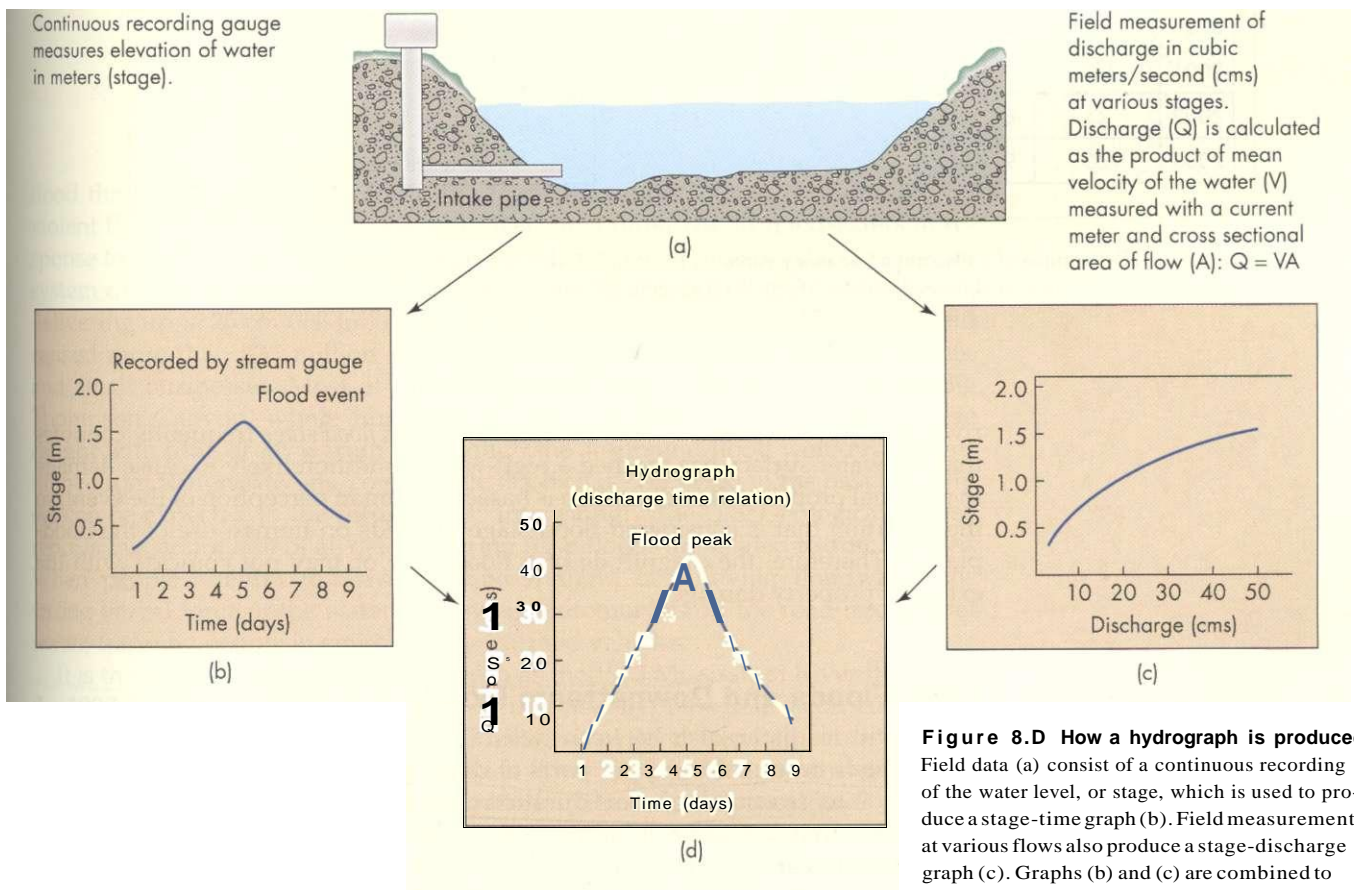 Continuous recording gauge
measures elevation of water
in meters (stage).
Field measurement of
discharge in cubic
meters/second (cms)
at various stages.
Discharge (Q) is calculated
as the product of mean
velocity of the water (V)
measured with a current
meter and cross sectional
area of flow (A): Q = VA
Intake pipe
(a)
Recorded by stream gauge
Flood event
Stage (m)
2.0
1.5
1.0
0.5
1 2 3 4 5 6 7 8 9
Time (days)
(b)
Hydrograph
(discharge time relation)
Flood peak
50
40
30
20
10
1 2 2 3 3 4 5 5 6 6 7 7 8 8 9
Time (days)
(d)
Stage (m)
2.0
1.5
1.0
0.5
10 20 30 40 50
Discharge (cms)
(c)
Figure 8.D How a hydrograph is produce
Field data (a) consist of a continuous recording
of the water level, or stage, which is used to pro-
duce a stage-time graph (b). Field measurement
at various flows also produce a stage-discharge
graph (c). Graphs (b) and (c) are combined to